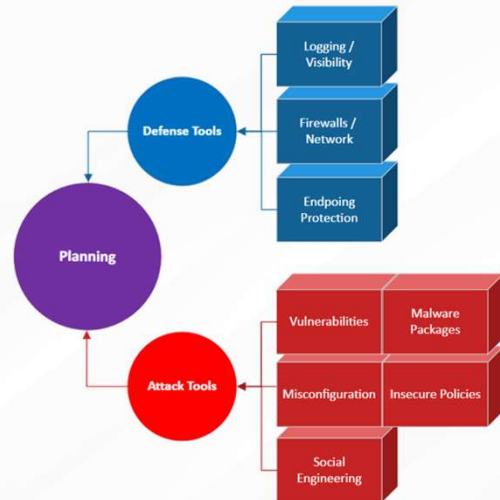 Logging /
Visibility
Defense Tools
Firewalls /
Network
Endpoing
Protection
Planning
Vulnerabilities
Malware
Packages
Attack Tools
Misconfiguration
Insecure Policies
Social
Engineering